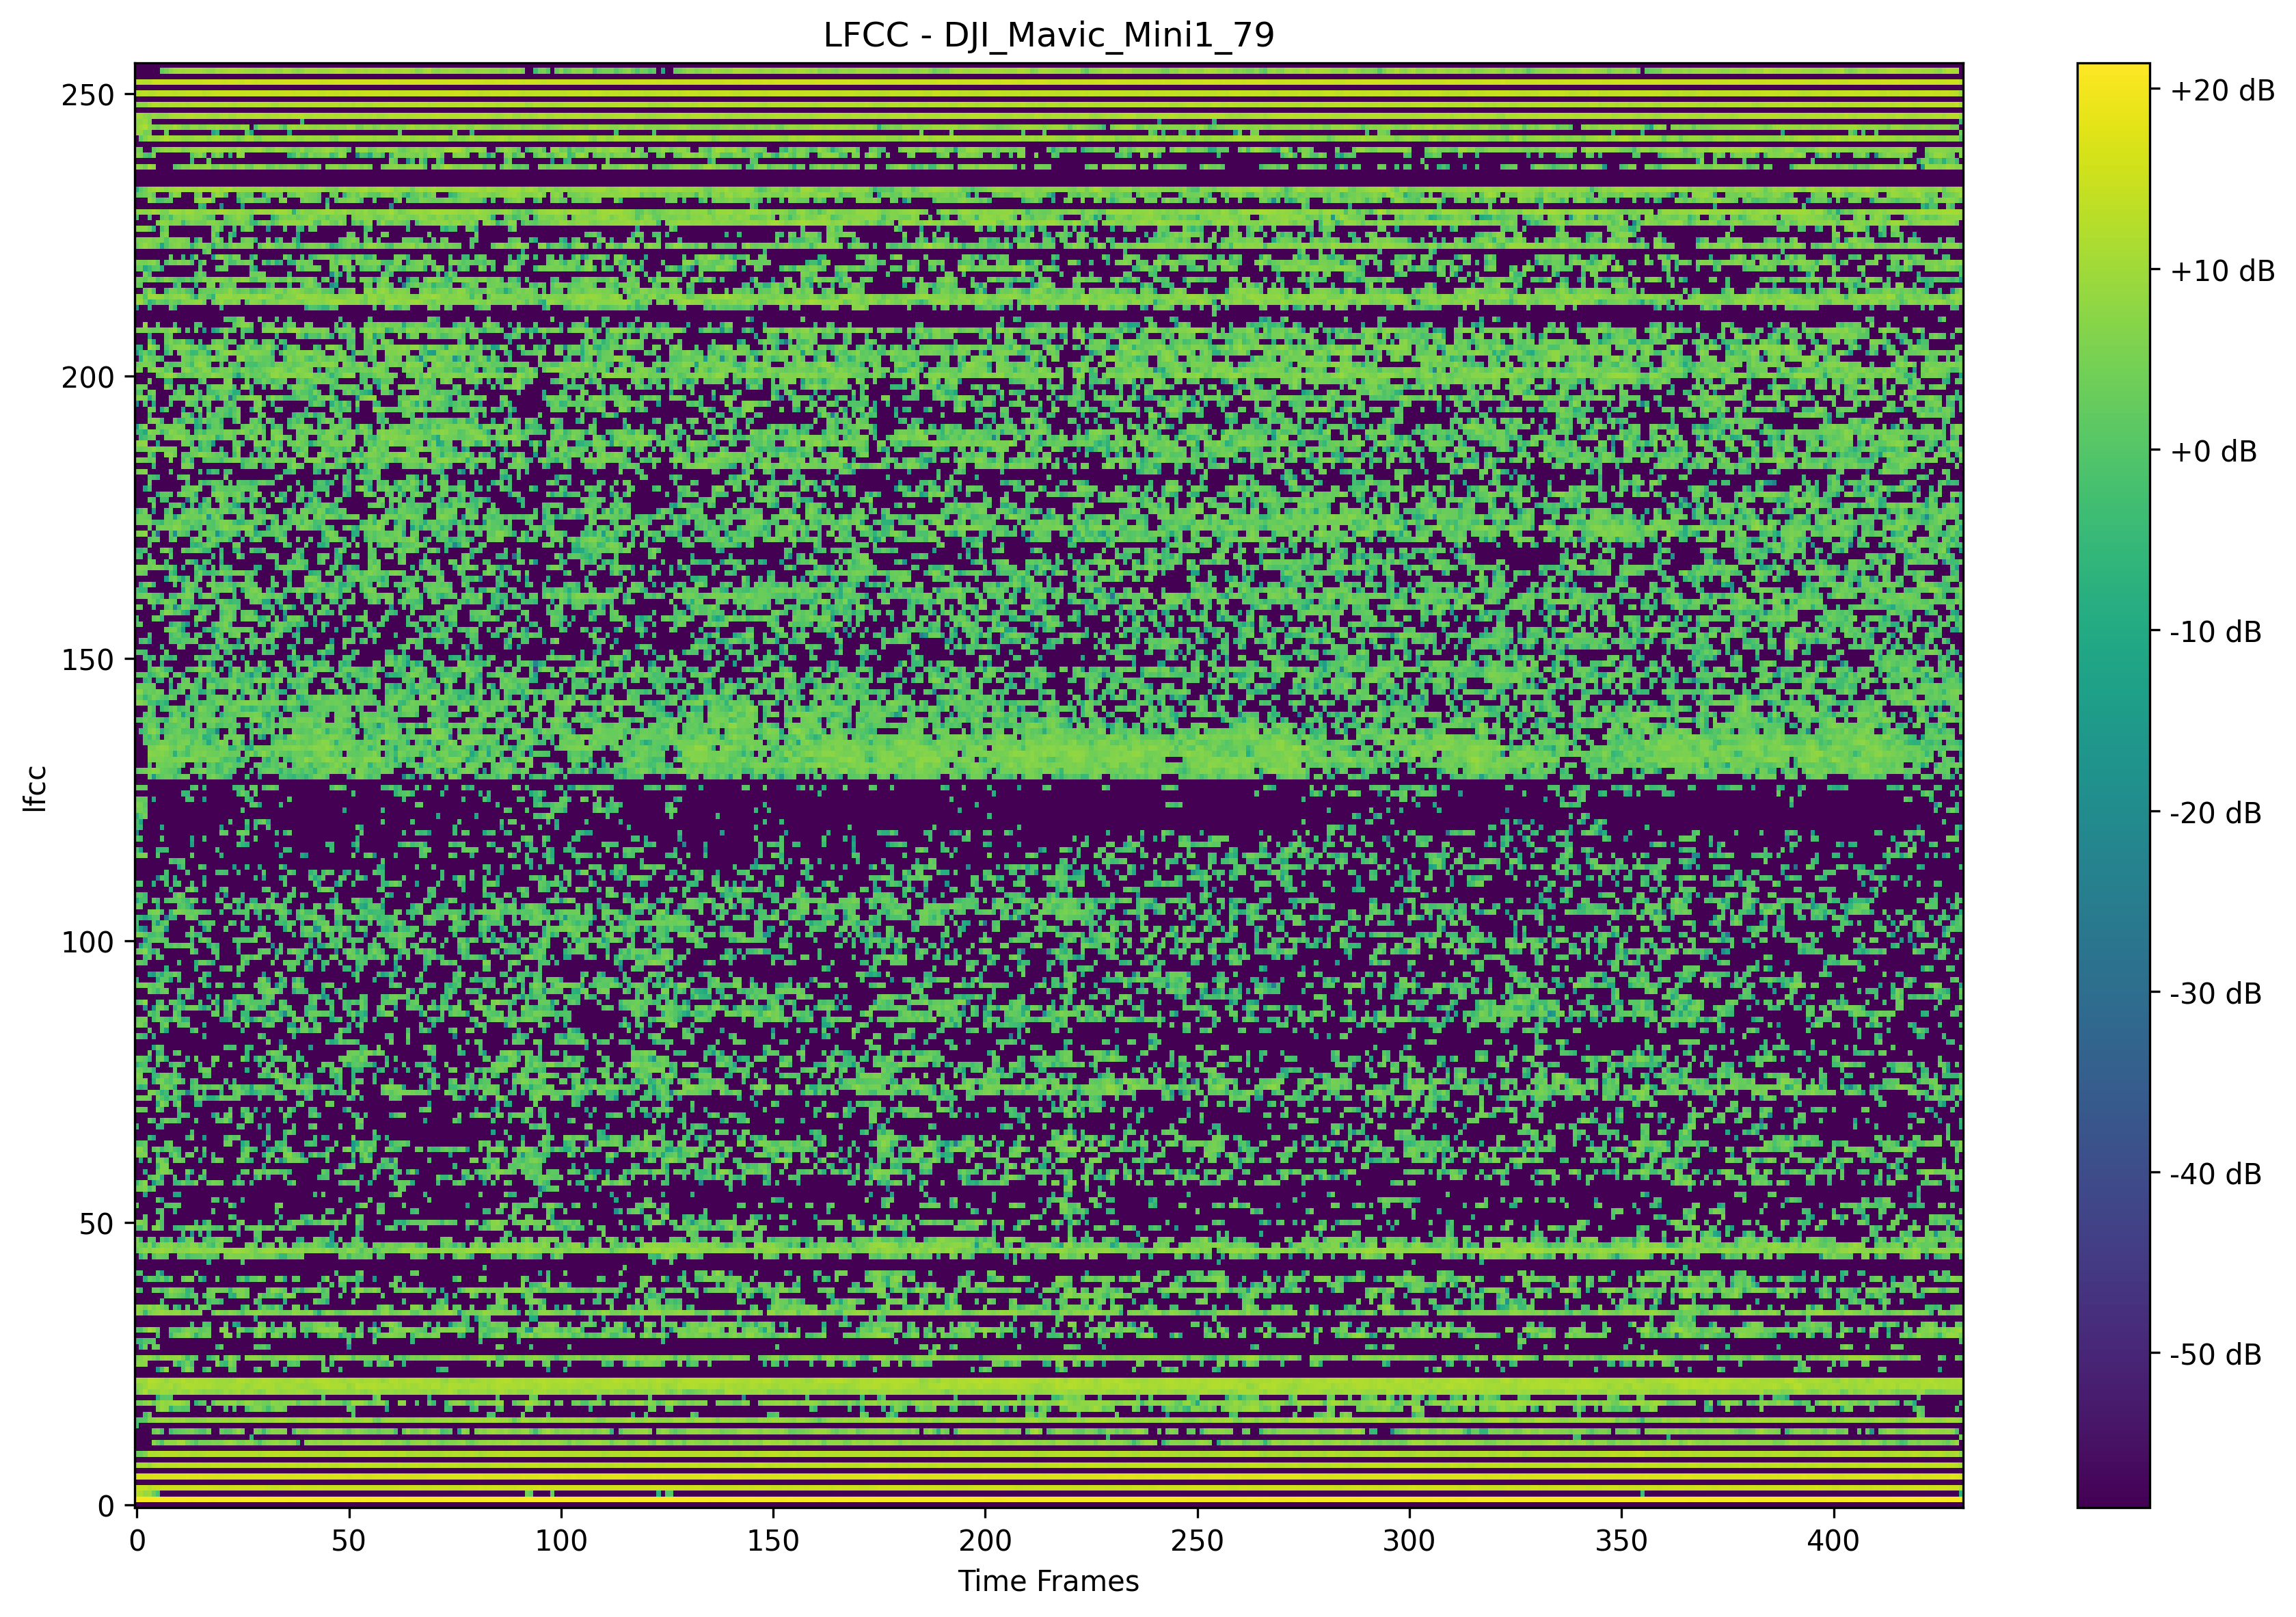 LFCC - DJI_Mavic_Mini1_79
250
200
150
100
50
0
lfcc
0 50 100 150 200 250 300 350 400
Time Frames
+20 dB
+10 dB
+0 dB
-10 dB
-20 dB
-30 dB
-40 dB
-50 dB